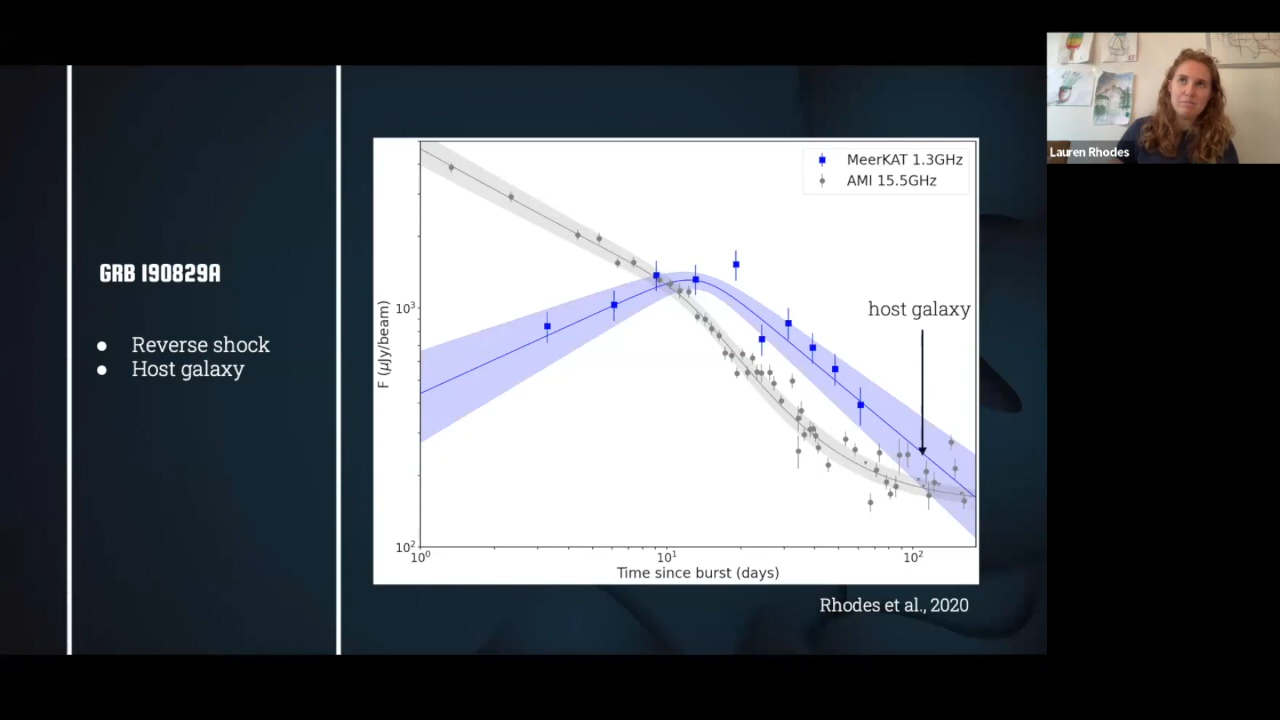 GRB 190829A
● Reverse shock
● Host galaxy
MeerKAT 1.3GHz
AMI 15.5GHz
host galaxy
F (μJy/beam)
10³
10²
10⁰
10¹
10²
Time since burst (days)
Rhodes et al., 2020
Lauren Rhodes